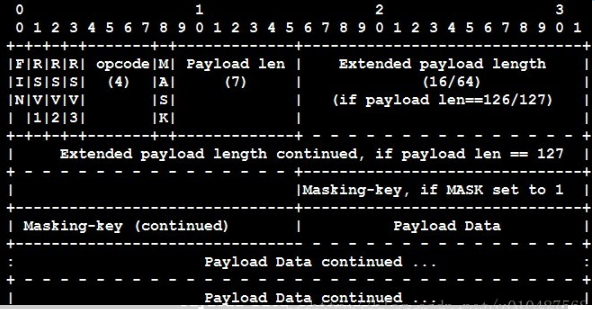 0                   1                   2                   3
0 1 2 3 4 5 6 7 8 9 0 1 2 3 4 5 6 7 8 9 0 1 2 3 4 5 6 7 8 9 0 1
+-+-+-+-+-------+-+-------------+-------------------------------+
|F|R|R|R| opcode|M| Payload len |    Extended payload length    |
|I|S|S|S|  (4)  |A|     (7)     |             (16/64)           |
|N|V|V|V|       |S|             |   (if payload len==126/127)   |
| |1|2|3|       |K|             |                               |
+-+-+-+-+-------+-+-------------+ - - - - - - - - - - - - - - - +
|     Extended payload length continued, if payload len == 127  |
+ - - - - - - - - - - - - - - - +-------------------------------+
|                               |Masking-key, if MASK set to 1  |
+-------------------------------+-------------------------------+
| Masking-key (continued)       |          Payload Data         |
+-------------------------------- - - - - - - - - - - - - - - - +
:                     Payload Data continued ...                :
+ - - - - - - - - - - - - - - - - - - - - - - - - - - - - - - - +
|                     Payload Data continued ...                |